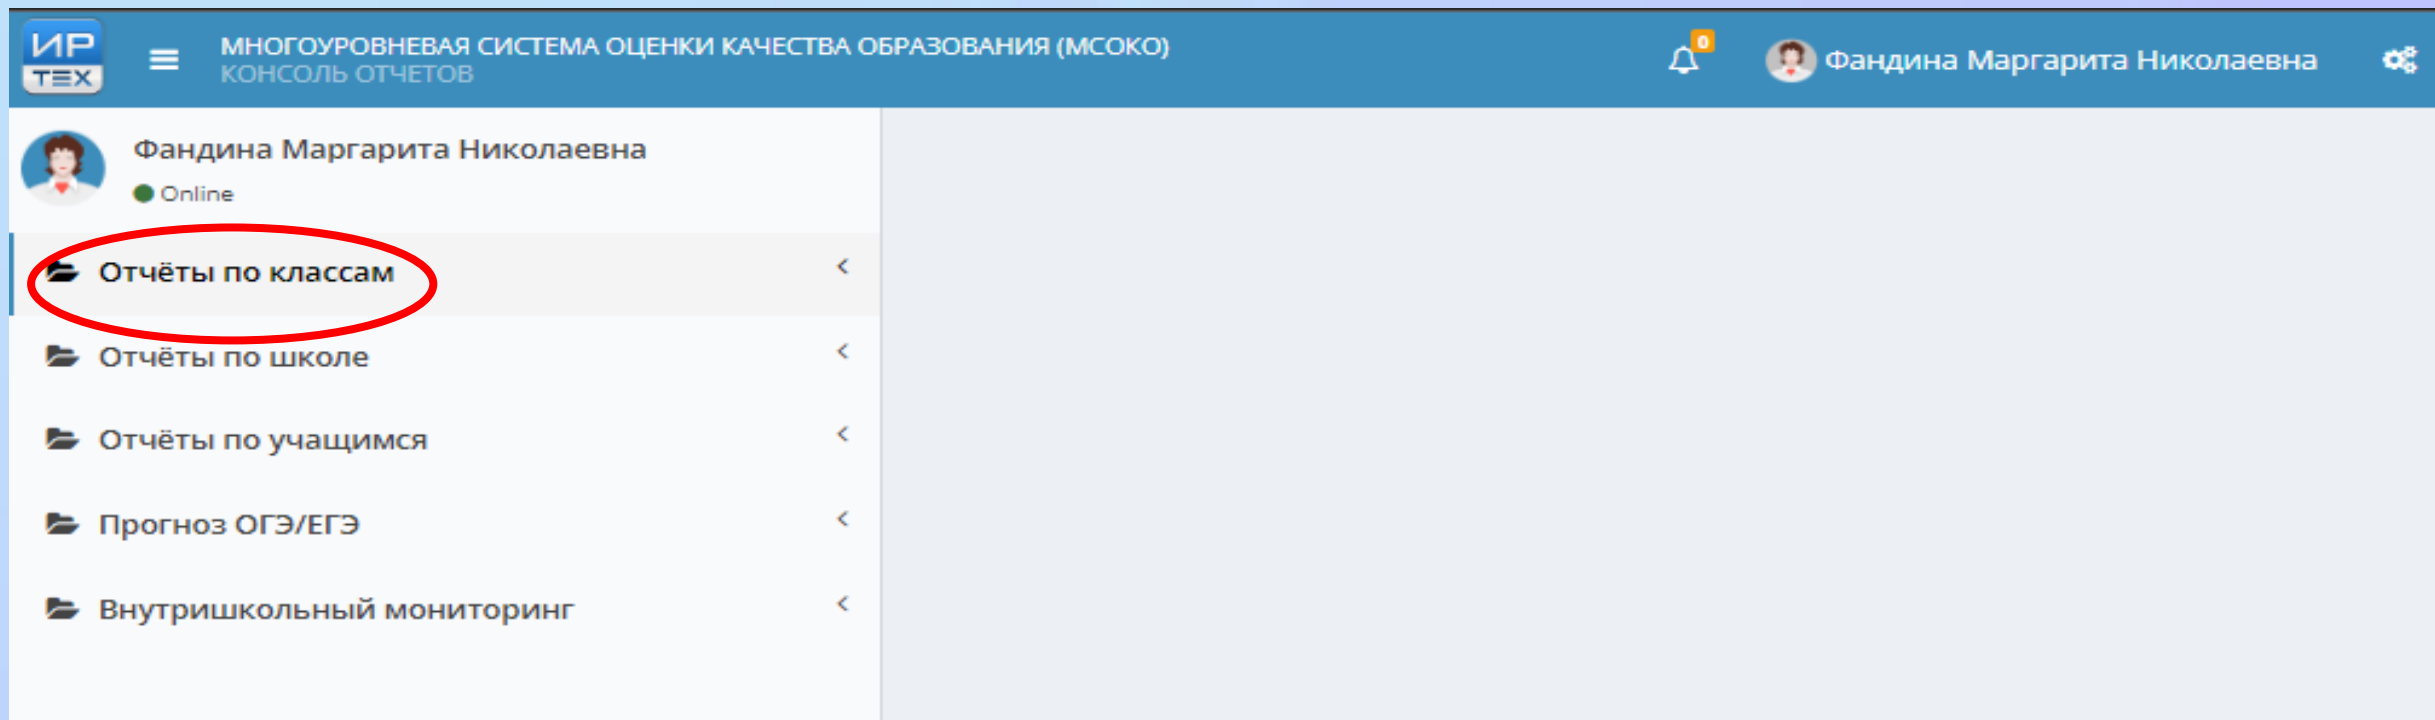 ИР
ТЕХ
МНОГОУРОВНЕВАЯ СИСТЕМА ОЦЕНКИ КАЧЕСТВА ОБРАЗОВАНИЯ (МСОКО)
КОНСОЛЬ ОТЧЕТОВ
0
Фандина Маргарита Николаевна
Фандина Маргарита Николаевна
Online
Отчёты по классам
Отчёты по школе
Отчёты по учащимся
Прогноз ОГЭ/ЕГЭ
Внутришкольный мониторинг